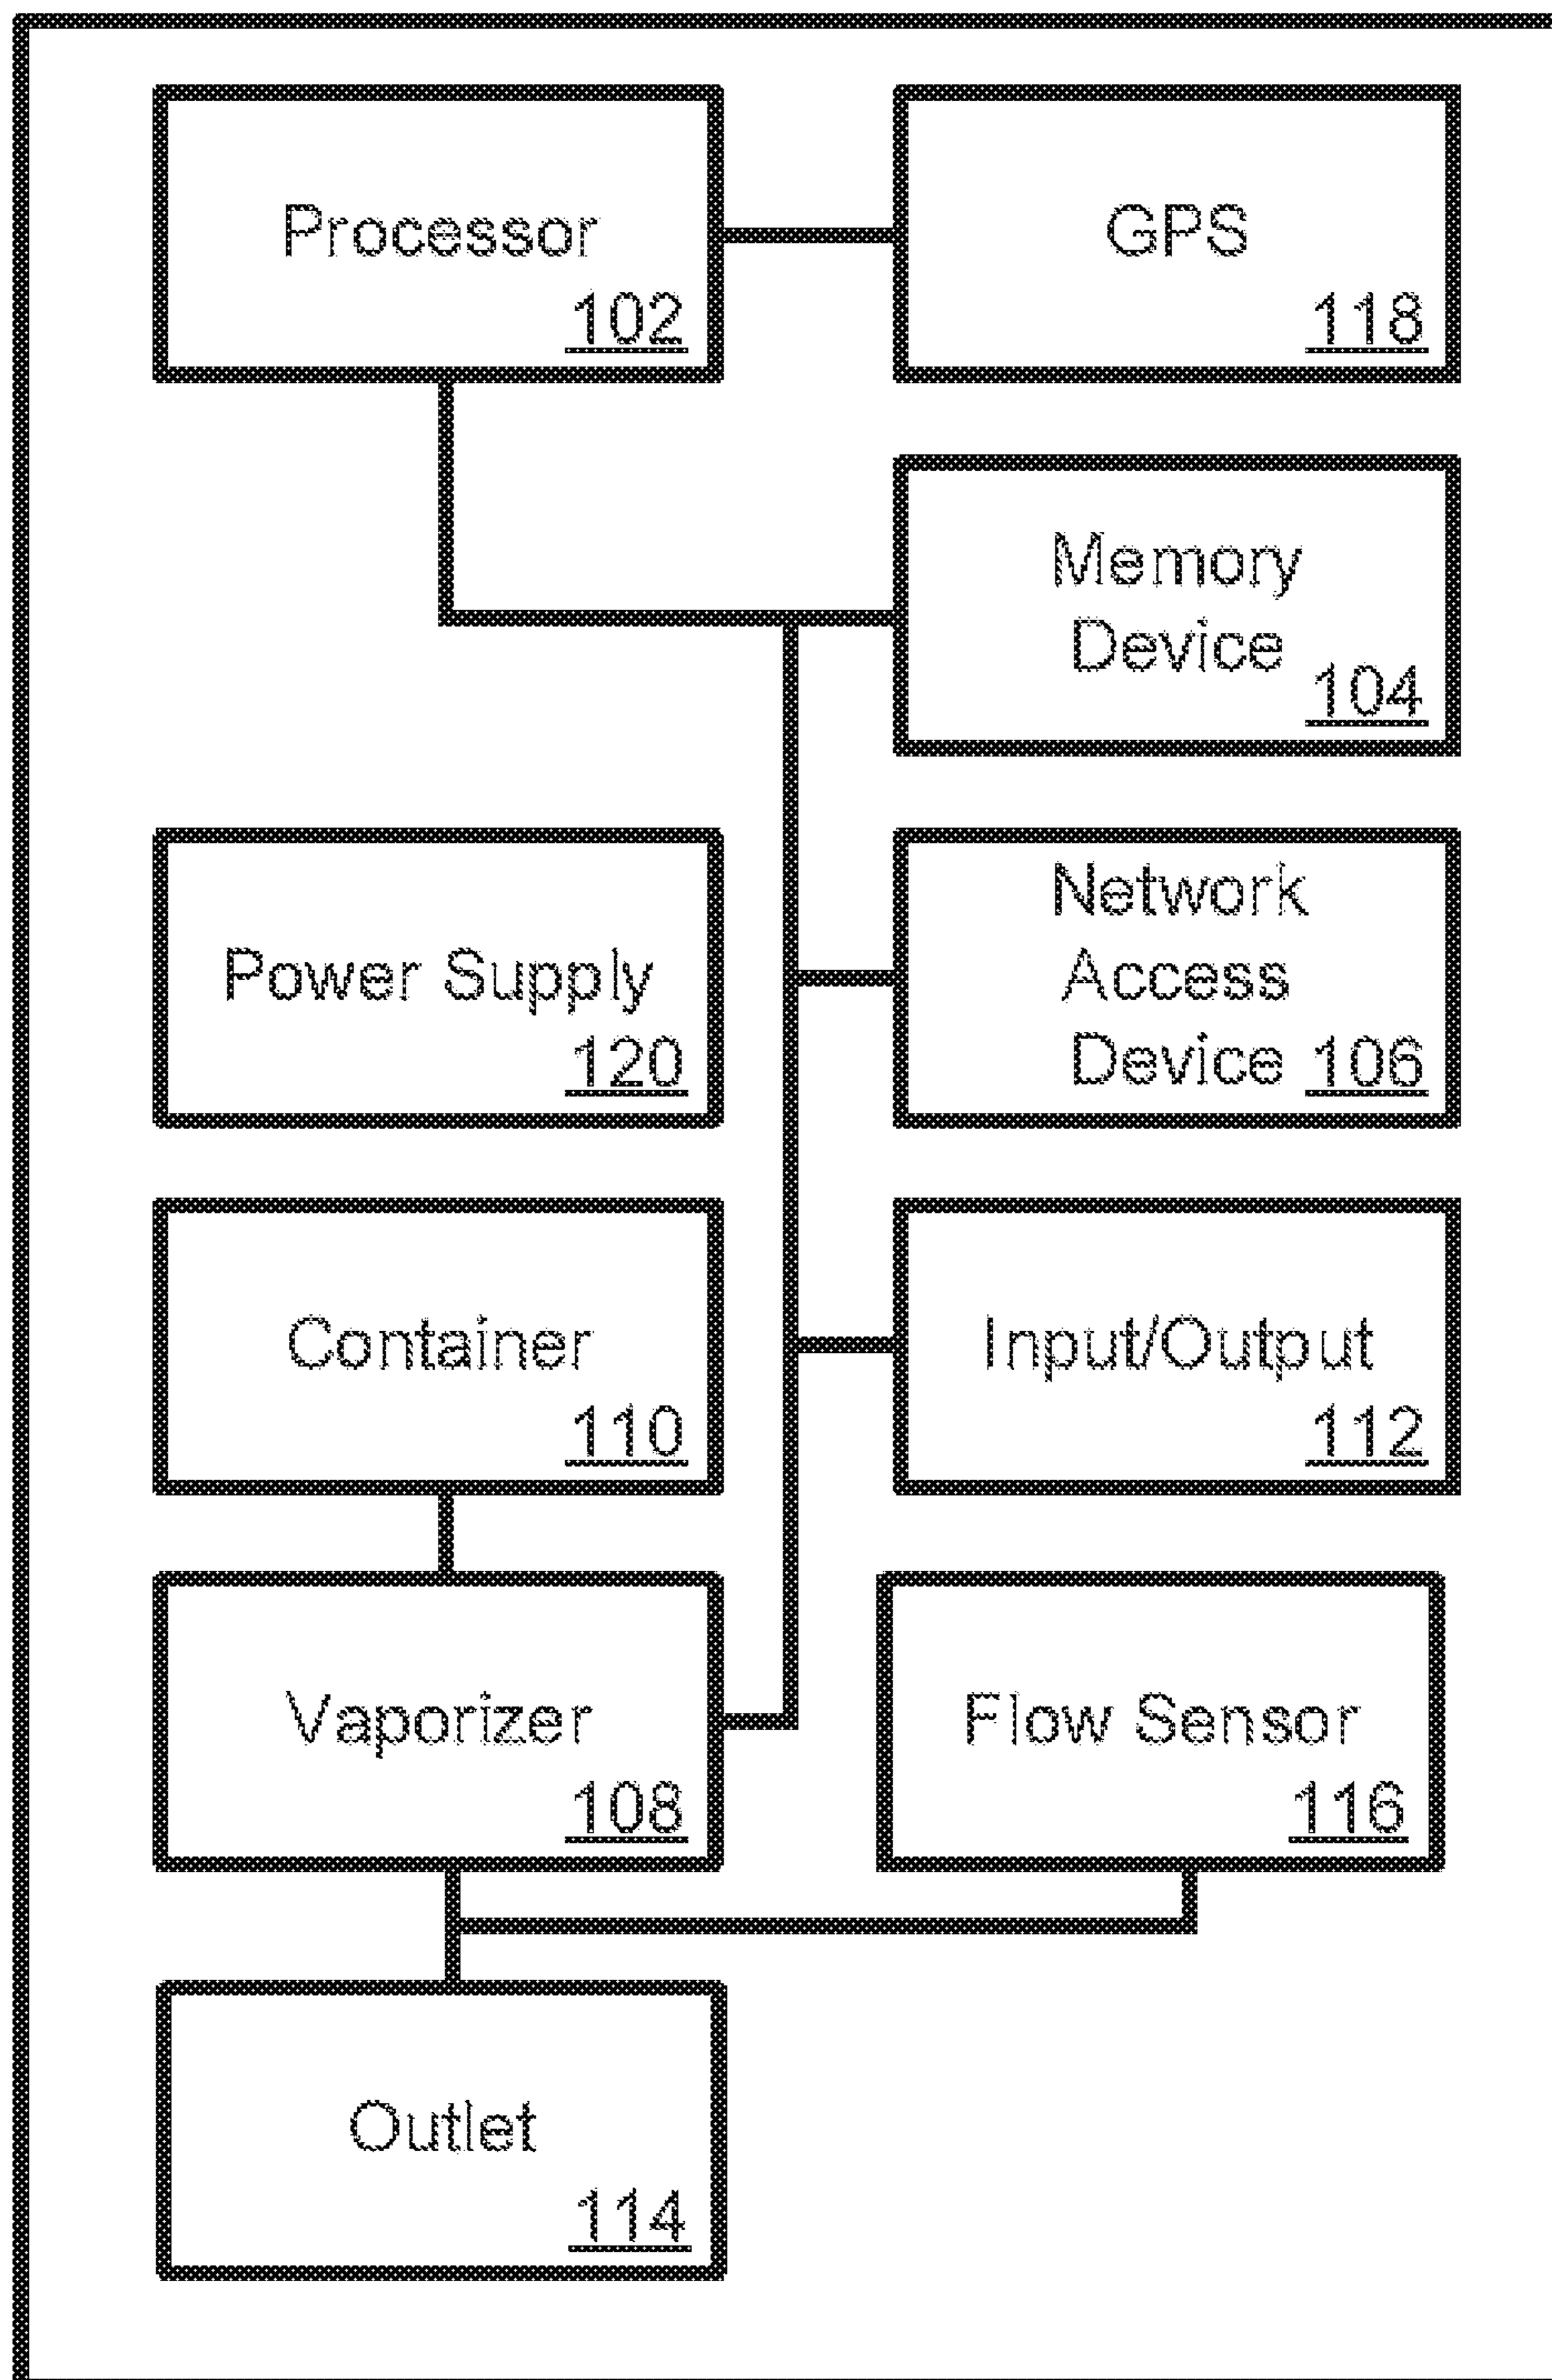 Processor
102
GPS
118
Memory
Device
104
Power Supply
120
Network
Access
Device 106
Container
110
Input/Output
112
Vaporizer
108
Flow Sensor
116
Outlet
114